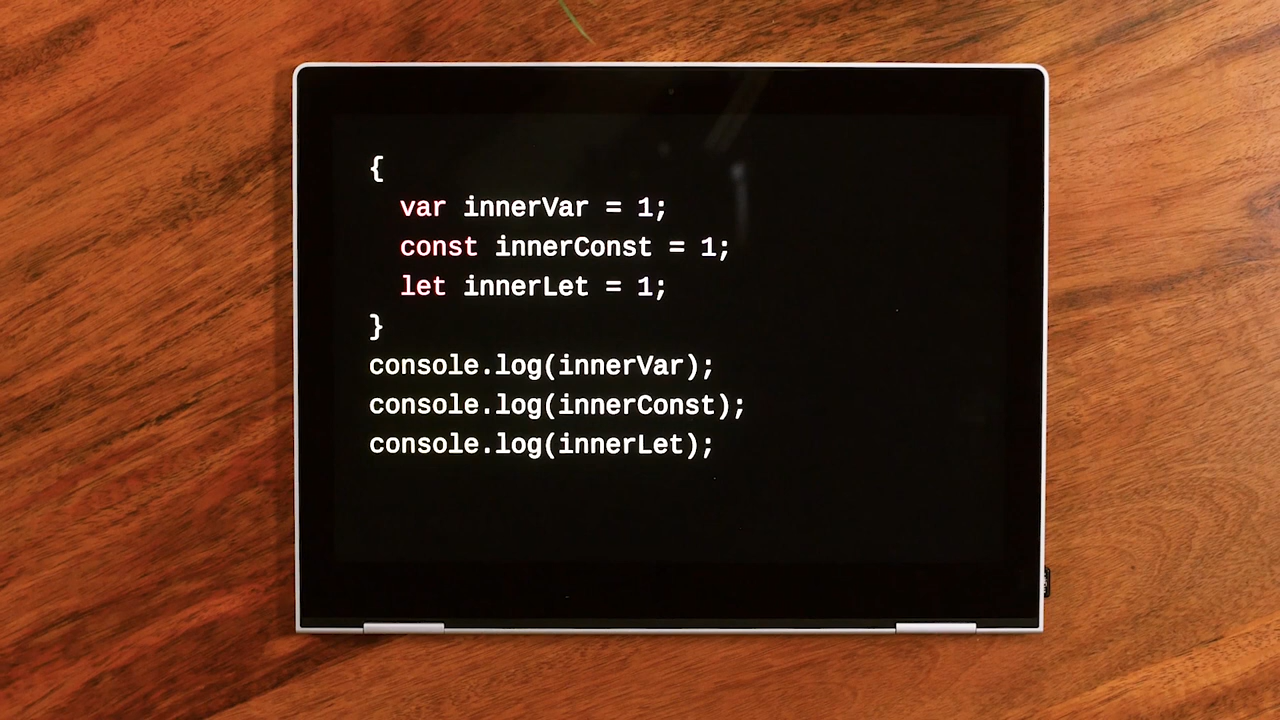 {
  var innerVar = 1;
  const innerConst = 1;
  let innerLet = 1;
}
console.log(innerVar);
console.log(innerConst);
console.log(innerLet);